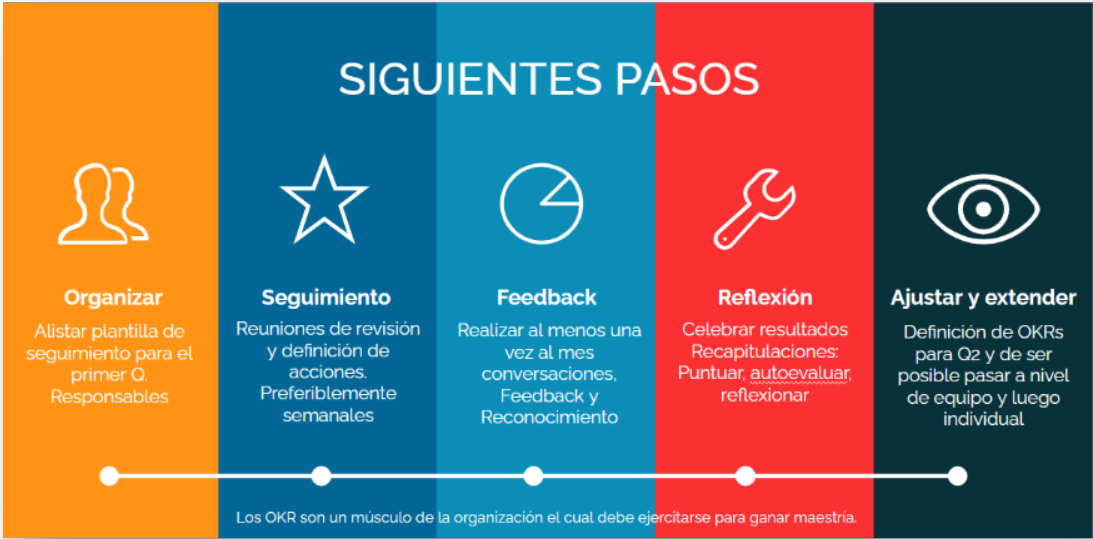 SIGUIENTES PASOS
Organizar
Alistar plantilla de
seguimiento para el
primer Q.
Responsables
Seguimiento
Reuniones de revisión
y definición de
acciones.
Preferiblemente
semanales
Feedback
Realizar al menos una
vez al mes
conversaciones,
Feedback y
Reconocimiento
Reflexión
Celebrar resultados
Recapitulaciones:
Puntuar, autoevaluar,
reflexionar
Ajustar y extender
Definición de OKRs
para Q2 y de ser
posible pasar a nivel
de equipo y luego
individual
Los OKR son un músculo de la organización el cual debe ejercitarse para ganar maestría.